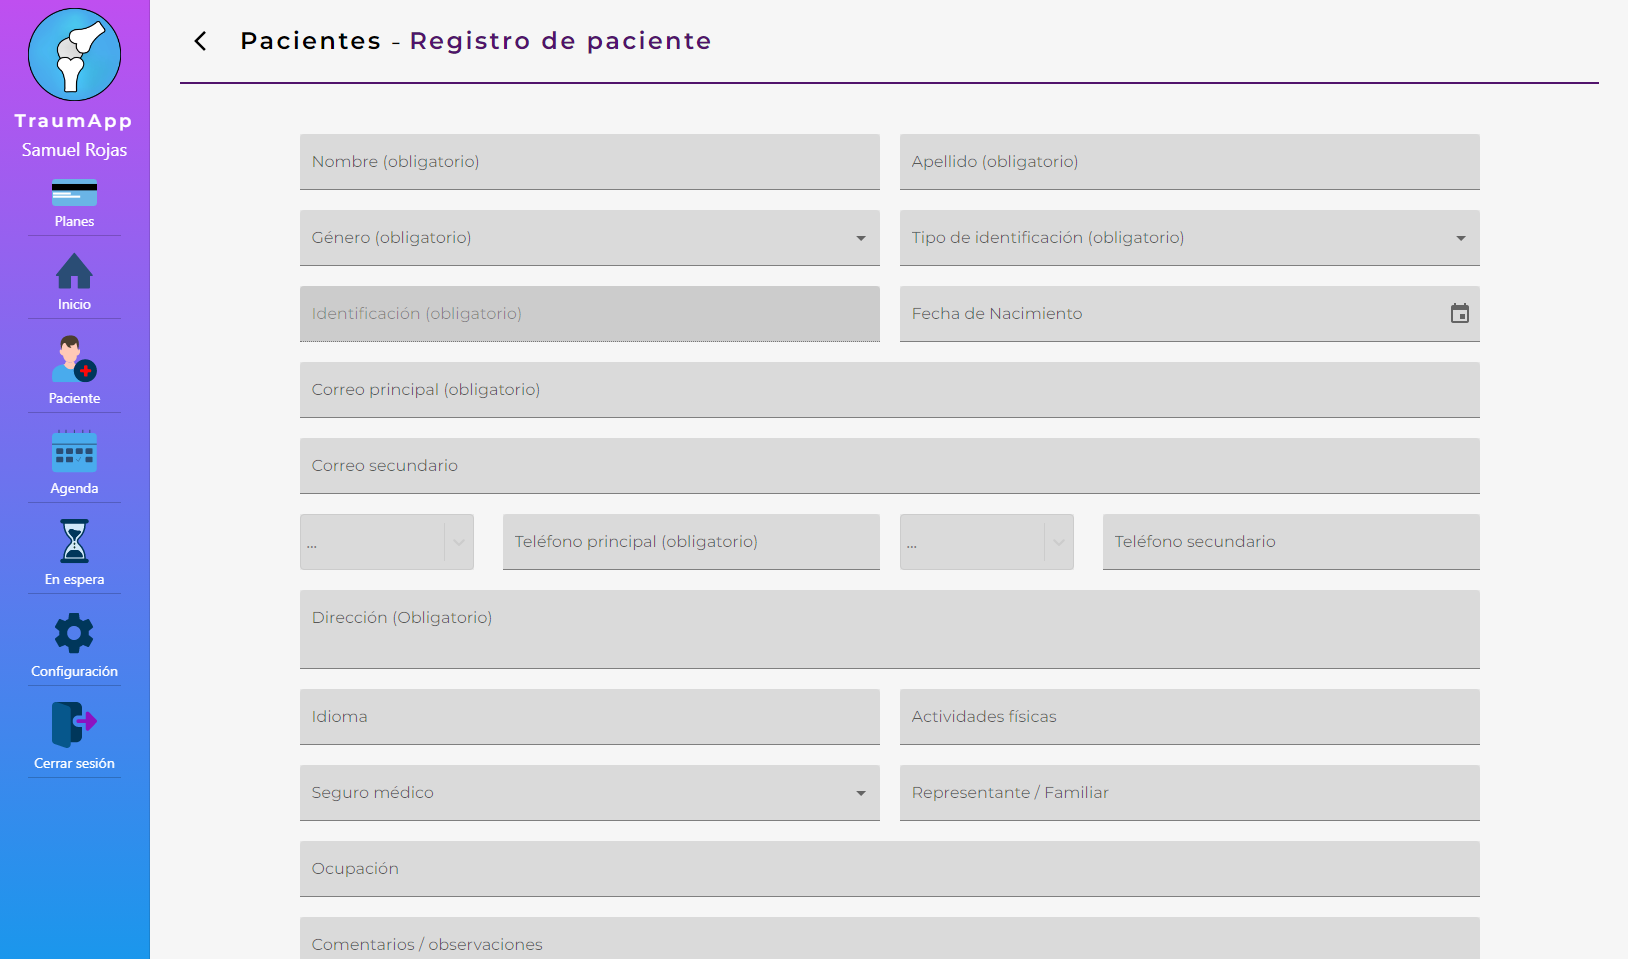 TraumApp
Samuel Rojas
Planes
Inicio
Paciente
Agenda
En espera
Configuración
Cerrar sesión
Pacientes - Registro de paciente
Nombre (obligatorio)
Apellido (obligatorio)
Género (obligatorio)
Tipo de identificación (obligatorio)
Identificación (obligatorio)
Fecha de Nacimiento
Correo principal (obligatorio)
Correo secundario
...
Teléfono principal (obligatorio)
...
Teléfono secundario
Dirección (Obligatorio)
Idioma
Actividades físicas
Seguro médico
Representante / Familiar
Ocupación
Comentarios / observaciones